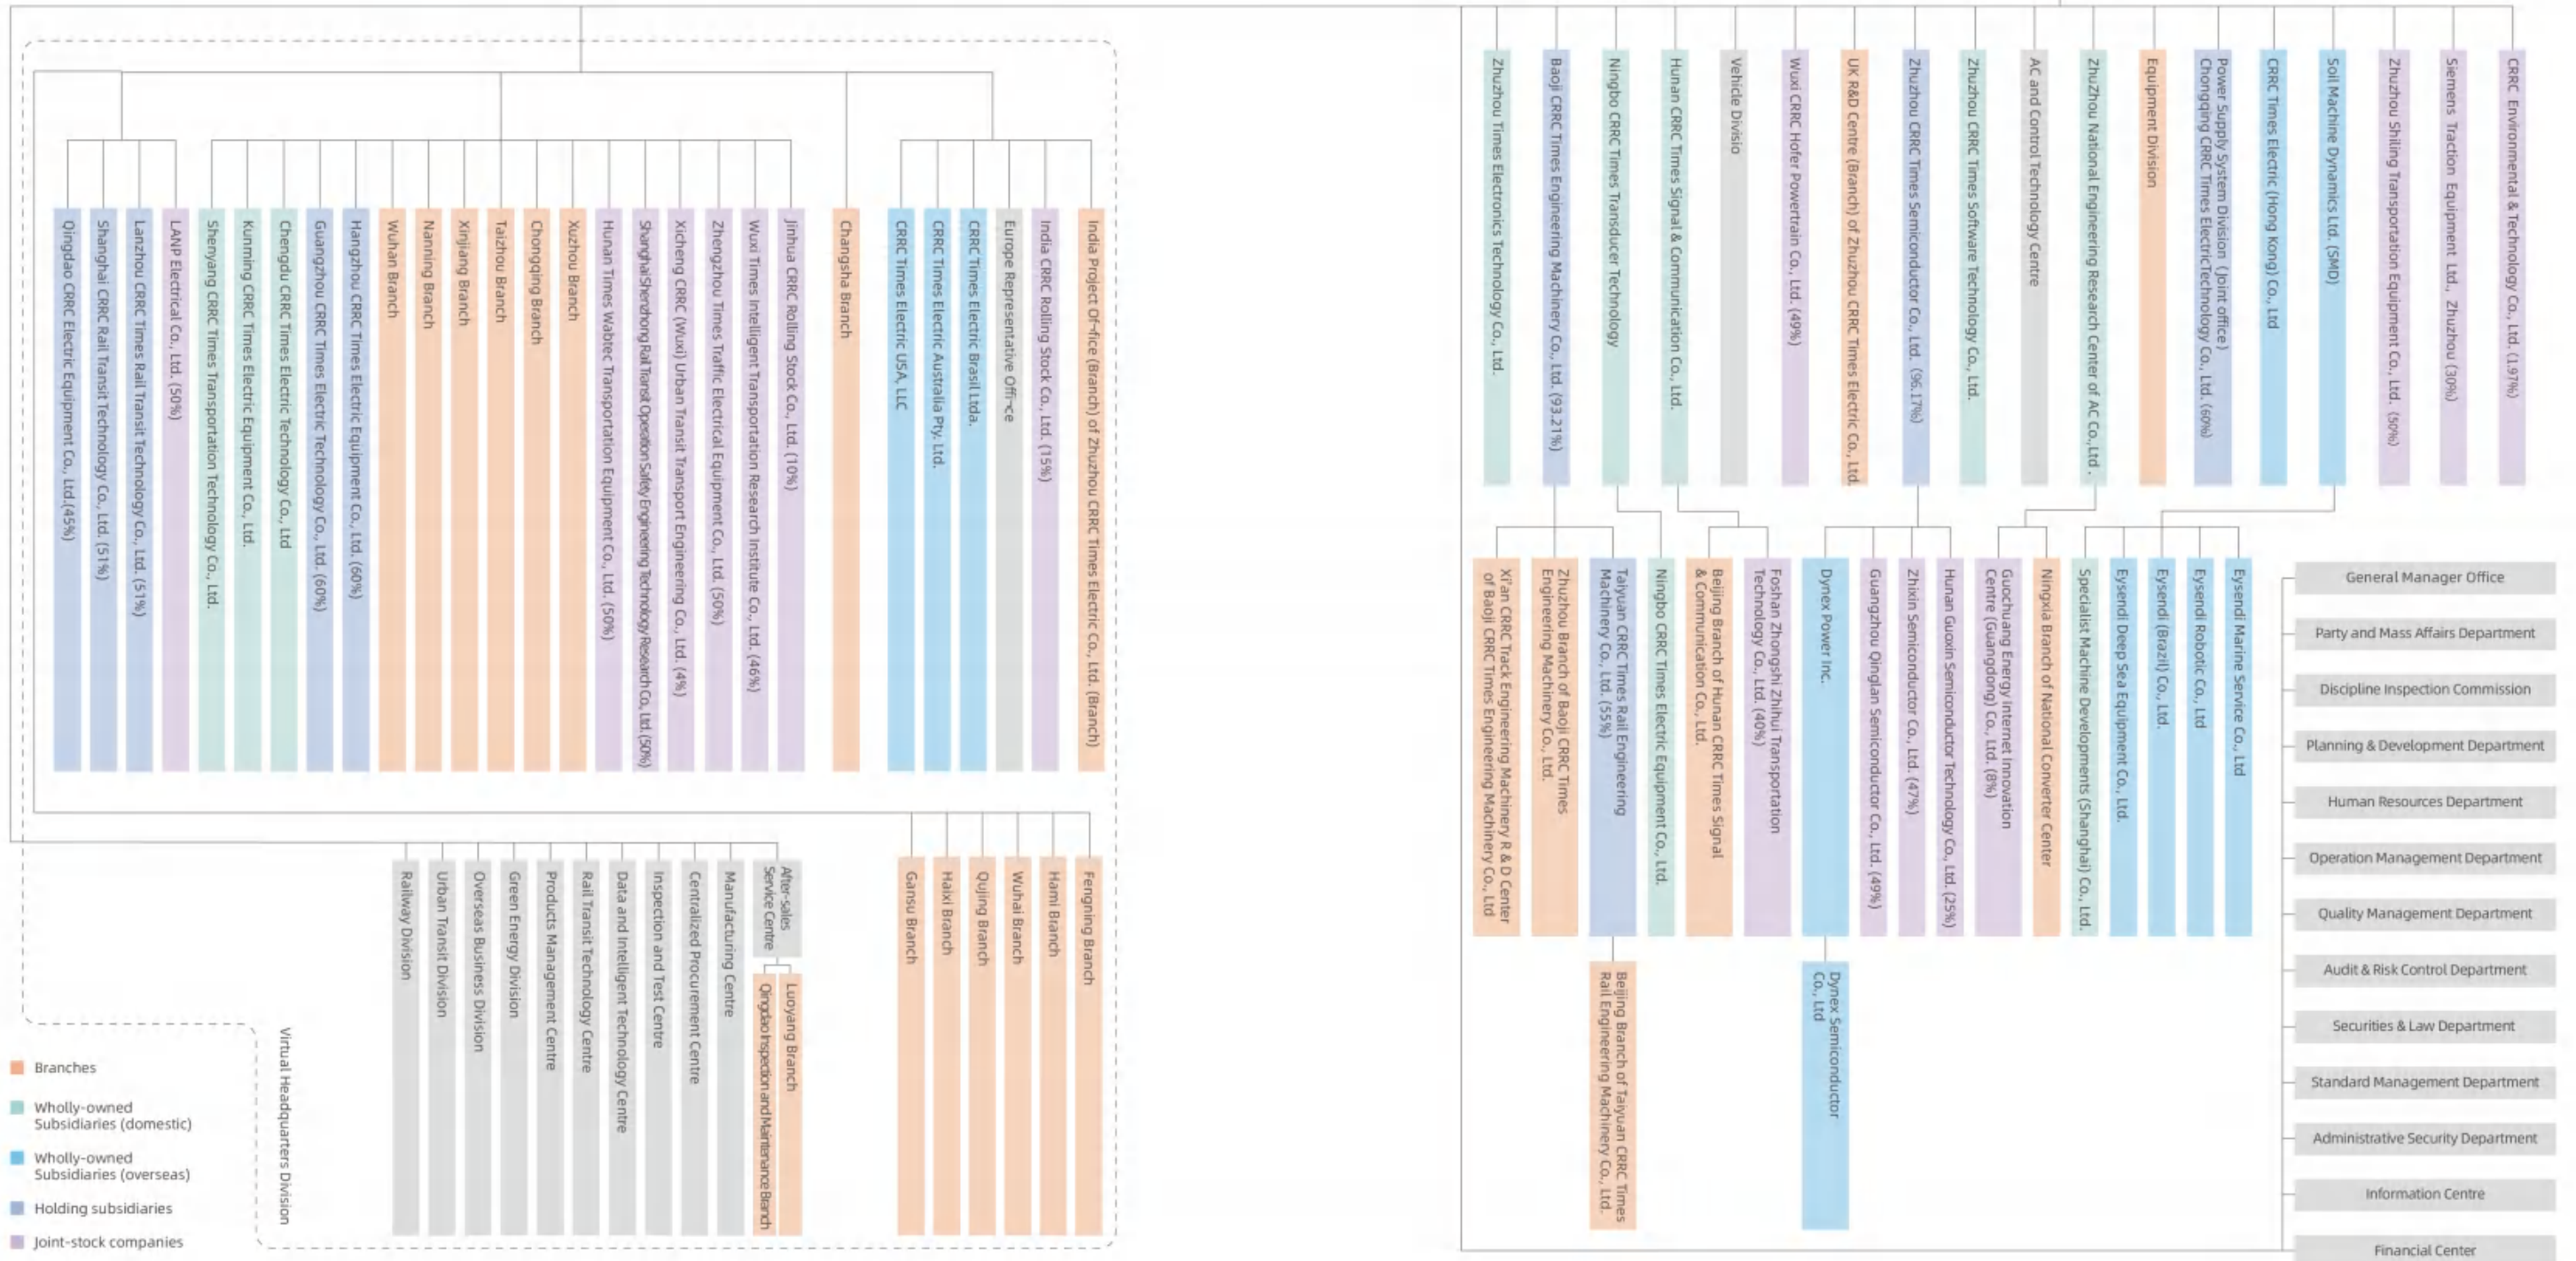 Qingdao CRRC Electric Equipment Co., Ltd.(45%)
Shanghai CRRC Rail Transit Technology Co., Ltd. (51%)
Lanzhou CRRC Times Rail Transit Technology Co., Ltd. (51%)
LANP Electrical Co., Ltd. (50%)
Shenyang CRRC Times Transportation Technology Co., Ltd.
Kunming CRRC Times Electric Equipment Co., Ltd.
Chengdu CRRC Times Electric Technology Co., Ltd
Guangzhou CRRC Times Electric Technology Co., Ltd. (60%)
Hangzhou CRRC Times Electric Equipment Co., Ltd. (60%)
Wuhan Branch
Nanning Branch
Xinjiang Branch
Taizhou Branch
Chongqing Branch
Xuzhou Branch
Hunan Times Wabtec Transportation Equipment Co., Ltd. (50%)
Shanghai Shenzhong Rail Transit Operation Safety Engineering Technology Research Co., Ltd. (50%)
Xicheng CRRC (Wuxi) Urban Transit Transport Engineering Co., Ltd. (4%)
Zhengzhou Times Traffic Electrical Equipment Co., Ltd. (50%)
Wuxi Times Intelligent Transportation Research Institute Co., Ltd. (46%)
Jinhua CRRC Rolling Stock Co., Ltd. (10%)
Changsha Branch
CRRC Times Electric USA, LLC
CRRC Times Electric Australia Pty. Ltd.
CRRC Times Electric Brasil Ltda.
Europe Representative Offi¬ce
India CRRC Rolling Stock Co., Ltd. (15%)
India Project Of¬fice (Branch) of Zhuzhou CRRC Times Electric Co., Ltd. (Branch)
Gansu Branch
Haixi Branch
Qujing Branch
Wuhai Branch
Hami Branch
Fengning Branch
Railway Division
Urban Transit Division
Overseas Business Division
Green Energy Division
Products Management Centre
Rail Transit Technology Centre
Data and Intelligent Technology Centre
Inspection and Test Centre
Centralized Procurement Centre
Manufacturing Centre
After-sales
Service Centre
Qingdao Inspection and Maintenance Branch
Luoyang Branch
Virtual Headquarters Division
Branches
Wholly-owned
Subsidiaries (domestic)
Wholly-owned
Subsidiaries (overseas)
Holding subsidiaries
Joint-stock companies
Zhuzhou Times Electronics Technology Co., Ltd.
Baoji CRRC Times Engineering Machinery Co., Ltd. (93.21%)
Ningbo CRRC Times Transducer Technology
Hunan CRRC Times Signal & Communication Co., Ltd.
Vehicle Divisio
Wuxi CRRC Hofer Powertrain Co., Ltd. (49%)
UK R&D Centre (Branch) of Zhuzhou CRRC Times Electric Co., Ltd.
Zhuzhou CRRC Times Semiconductor Co., Ltd. (96.17%)
Zhuzhou CRRC Times Software Technology Co., Ltd.
AC and Control Technology Centre
ZhuZhou National Engineering Research Center of AC Co.,Ltd .
Equipment Division
Power Supply System Division (Joint office)
Chongqing CRRC Times ElectricTechnology Co., Ltd. (60%)
CRRC Times Electric (Hong Kong) Co., Ltd
Soil Machine Dynamics Ltd. (SMD)
Zhuzhou Shiling Transportation Equipment Co., Ltd. (50%)
Siemens Traction Equipment Ltd., Zhuzhou (30%)
CRRC Environmental & Technology Co., Ltd. (1.97%)
Xi'an CRRC Track Engineering Machinery R & D Center
of Baoji CRRC Times Engineering Machinery Co., Ltd
Zhuzhou Branch of Baoji CRRC Times
Engineering Machinery Co., Ltd.
Taiyuan CRRC Times Rail Engineering
Machinery Co., Ltd. (55%)
Ningbo CRRC Times Electric Equipment Co., Ltd.
Beijing Branch of Hunan CRRC Times Signal
& Communication Co., Ltd.
Foshan Zhongshi Zhihui Transportation
Technology Co., Ltd. (40%)
Dynex Power Inc.
Guangzhou Qinglan Semiconductor Co., Ltd. (49%)
Zhixin Semiconductor Co., Ltd. (47%)
Hunan Guoxin Semiconductor Technology Co., Ltd. (25%)
Guochuang Energy Internet Innovation
Centre (Guangdong) Co., Ltd. (8%)
Ningxia Branch of National Converter Center
Specialist Machine Developments (Shanghai) Co., Ltd.
Eysendi Deep Sea Equipment Co., Ltd.
Eysendi (Brazil) Co., Ltd.
Eysendi Robotic Co., Ltd
Eysendi Marine Service Co., Ltd
Beijing Branch of Taiyuan CRRC Times
Rail Engineering Machinery Co., Ltd.
Dynex Semiconductor
Co., Ltd
General Manager Office
Party and Mass Affairs Department
Discipline Inspection Commission
Planning & Development Department
Human Resources Department
Operation Management Department
Quality Management Department
Audit & Risk Control Department
Securities & Law Department
Standard Management Department
Administrative Security Department
Information Centre
Financial Center